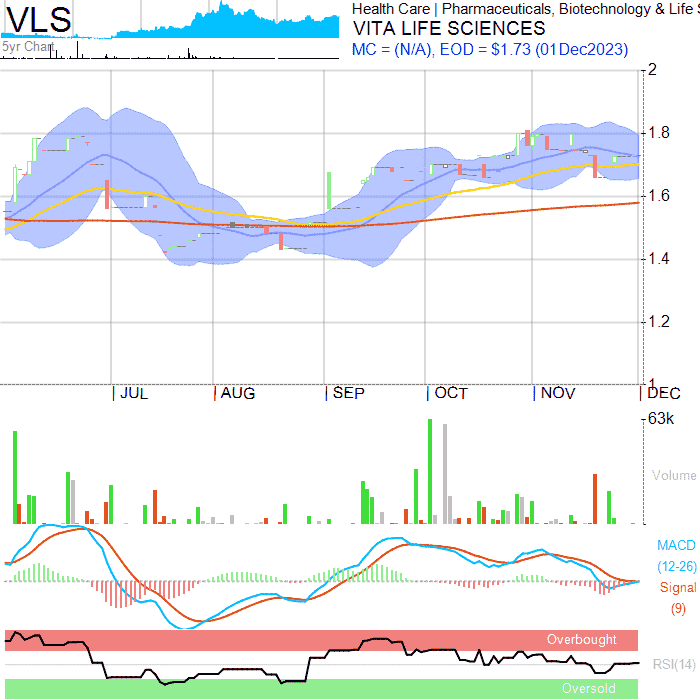 VLS
5yr Chart
Health Care | Pharmaceuticals, Biotechnology & Life S
VITA LIFE SCIENCES
MC = (N/A), EOD = $1.73 (01Dec2023)
2
1.8
1.6
1.4
1.2
1
JUL AUG SEP OCT NOV DEC
63k
Volume
MACD
(12-26)
Signal
(9)
Overbought
RSI(14)
Oversold